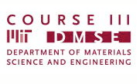 COURSE III
MIT DMSE
DEPARTMENT OF MATERIALS
SCIENCE AND ENGINEERING